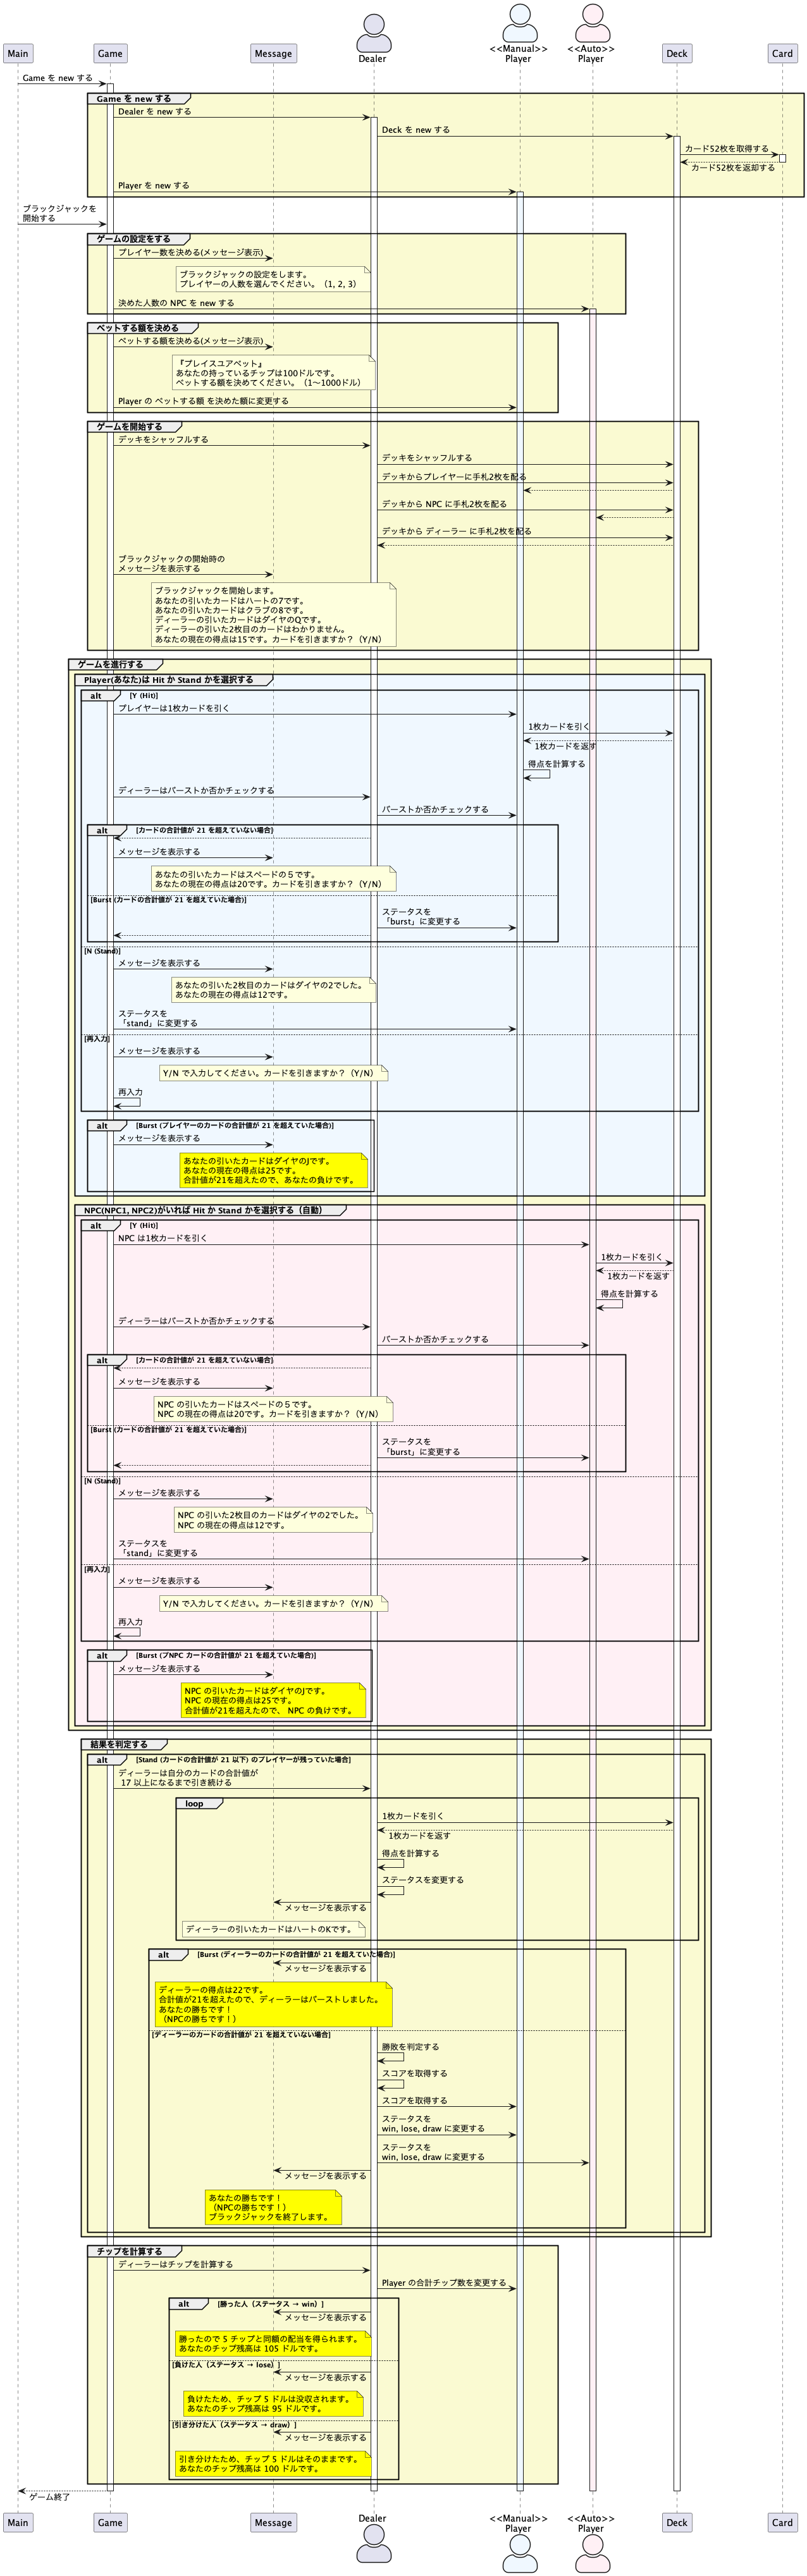 <<Manual>>
<<Auto>>
Main
Game
Message
Dealer
Player
Player
Deck
Card
Game を new する
Game を new する
Dealer を new する
Deck を new する
カード52枚を取得する
カード52枚を返却する
Player を new する
ブラックジャックを
開始する
ゲームの設定をする
プレイヤー数を決める(メッセージ表示)
ブラックジャックの設定をします。
プレイヤーの人数を選んでください。（1, 2, 3）
決めた人数の NPC を new する
ベットする額を決める
ベットする額を決める(メッセージ表示)
『プレイスユアベット』
あなたの持っているチップは100ドルです。
ベットする額を決めてください。（1〜1000ドル）
Player の ベットする額 を決めた額に変更する
ゲームを開始する
デッキをシャッフルする
デッキをシャッフルする
デッキからプレイヤーに手札2枚を配る
デッキから NPC に手札2枚を配る
デッキから ディーラー に手札2枚を配る
ブラックジャックの開始時の
メッセージを表示する
ブラックジャックを開始します。
あなたの引いたカードはハートの7です。
あなたの引いたカードはクラブの8です。
ディーラーの引いたカードはダイヤのQです。
ディーラーの引いた2枚目のカードはわかりません。
あなたの現在の得点は15です。カードを引きますか？（Y/N）
ゲームを進行する
Player(あなた)は Hit か Stand かを選択する
alt [Y (Hit)]
プレイヤーは1枚カードを引く
1枚カードを引く
1枚カードを返す
得点を計算する
ディーラーはバーストか否かチェックする
バーストか否かチェックする
alt [カードの合計値が 21 を超えていない場合]
メッセージを表示する
あなたの引いたカードはスペードの５です。
あなたの現在の得点は20です。カードを引きますか？（Y/N）
[Burst (カードの合計値が 21 を超えていた場合)]
ステータスを
「burst」に変更する
[N (Stand)]
メッセージを表示する
あなたの引いた2枚目のカードはダイヤの2でした。
あなたの現在の得点は12です。
ステータスを
「stand」に変更する
[再入力]
メッセージを表示する
Y/N で入力してください。カードを引きますか？（Y/N）
再入力
alt [Burst (プレイヤーのカードの合計値が 21 を超えていた場合)]
メッセージを表示する
あなたの引いたカードはダイヤのJです。
あなたの現在の得点は25です。
合計値が21を超えたので、あなたの負けです。
NPC(NPC1, NPC2)がいれば Hit か Stand かを選択する（自動）
alt [Y (Hit)]
NPC は1枚カードを引く
1枚カードを引く
1枚カードを返す
得点を計算する
ディーラーはバーストか否かチェックする
バーストか否かチェックする
alt [カードの合計値が 21 を超えていない場合]
メッセージを表示する
NPC の引いたカードはスペードの５です。
NPC の現在の得点は20です。カードを引きますか？（Y/N）
[Burst (カードの合計値が 21 を超えていた場合)]
ステータスを
「burst」に変更する
[N (Stand)]
メッセージを表示する
NPC の引いた2枚目のカードはダイヤの2でした。
NPC の現在の得点は12です。
ステータスを
「stand」に変更する
[再入力]
メッセージを表示する
Y/N で入力してください。カードを引きますか？（Y/N）
再入力
alt [Burst (プNPC カードの合計値が 21 を超えていた場合)]
メッセージを表示する
NPC の引いたカードはダイヤのJです。
NPC の現在の得点は25です。
合計値が21を超えたので、 NPC の負けです。
結果を判定する
alt [Stand (カードの合計値が 21 以下) のプレイヤーが残っていた場合]
ディーラーは自分のカードの合計値が
17 以上になるまで引き続ける
loop
1枚カードを引く
1枚カードを返す
得点を計算する
ステータスを変更する
メッセージを表示する
ディーラーの引いたカードはハートのKです。
alt [Burst (ディーラーのカードの合計値が 21 を超えていた場合)]
メッセージを表示する
ディーラーの得点は22です。
合計値が21を超えたので、ディーラーはバーストしました。
あなたの勝ちです！
（NPCの勝ちです！）
[ディーラーのカードの合計値が 21 を超えていない場合]
勝敗を判定する
スコアを取得する
スコアを取得する
ステータスを
win, lose, draw に変更する
ステータスを
win, lose, draw に変更する
メッセージを表示する
あなたの勝ちです！
（NPCの勝ちです！）
ブラックジャックを終了します。
チップを計算する
ディーラーはチップを計算する
Player の合計チップ数を変更する
alt [勝った人（ステータス → win）]
メッセージを表示する
勝ったので 5 チップと同額の配当を得られます。
あなたのチップ残高は 105 ドルです。
[負けた人（ステータス → lose）]
メッセージを表示する
負けたため、チップ 5 ドルは没収されます。
あなたのチップ残高は 95 ドルです。
[引き分けた人（ステータス → draw）]
メッセージを表示する
引き分けたため、チップ 5 ドルはそのままです。
あなたのチップ残高は 100 ドルです。
ゲーム終了
Main
Game
Message
Dealer
<<Manual>>
Player
<<Auto>>
Player
Deck
Card